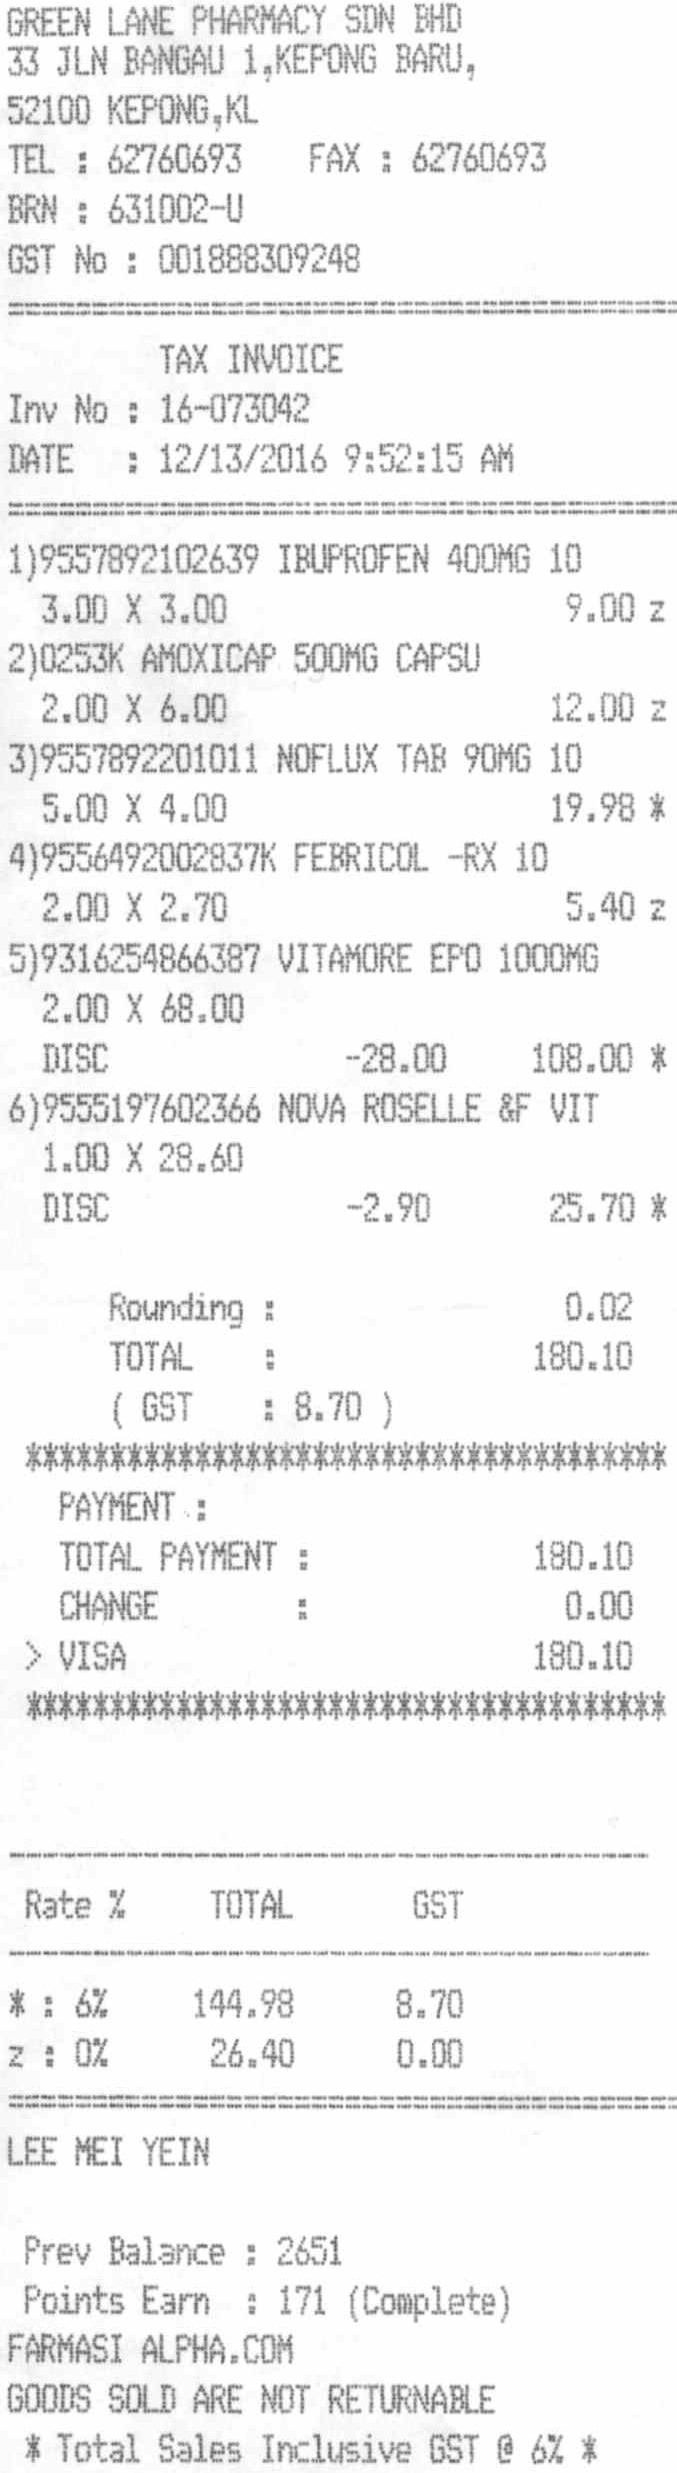 GREEN LANE PHARMACY SDN BHD
33 JLN BANGAU 1,KEPONG BARU,
52100 KEPONG,KL
TEL : 62760693 FAX : 62760693
BRN : 631002-U
GST No : 001888309248
TAX INVOICE
Inv No : 16-073042
DATE : 12/13/2016 9:52:15 AM
1)9557892102639 IBUPROFEN 400MG 10
3.00 X 3.00 9.00 z
2)0253K AMOXICAP 500MG CAPSU
2.00 X 6.00 12.00 z
3)9557892201011 NOFLUX TAB 90MG 10
5.00 X 4.00 19.98 *
4)9556492002837K FEBRICOL -RX 10
2.00 X 2.70 5.40 z
5)9316254866387 VITAMORE EPO 1000MG
2.00 X 68.00
DISC -28.00 108.00 *
6)9555197602366 NOVA ROSELLE &F VIT
1.00 X 28.60
DISC -2.90 25.70 *
Rounding : 0.02
TOTAL : 180.10
( GST : 8.70 )
**************************************
PAYMENT :
TOTAL PAYMENT : 180.10
CHANGE : 0.00
> VISA 180.10
**************************************
Rate % TOTAL GST
* : 6% 144.98 8.70
z : 0% 26.40 0.00
LEE MEI YEIN
Prev Balance : 2651
Points Earn : 171 (Complete)
FARMASI ALPHA.COM
GOODS SOLD ARE NOT RETURNABLE
* Total Sales Inclusive GST @ 6% *